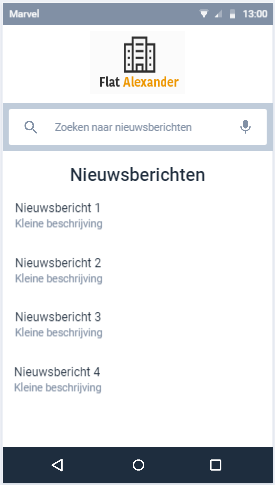 Marvel 13:00
Flat Alexander
Zoeken naar nieuwsberichten
Nieuwsberichten
Nieuwsbericht 1
Kleine beschrijving
Nieuwsbericht 2
Kleine beschrijving
Nieuwsbericht 3
Kleine beschrijving
Nieuwsbericht 4
Kleine beschrijving